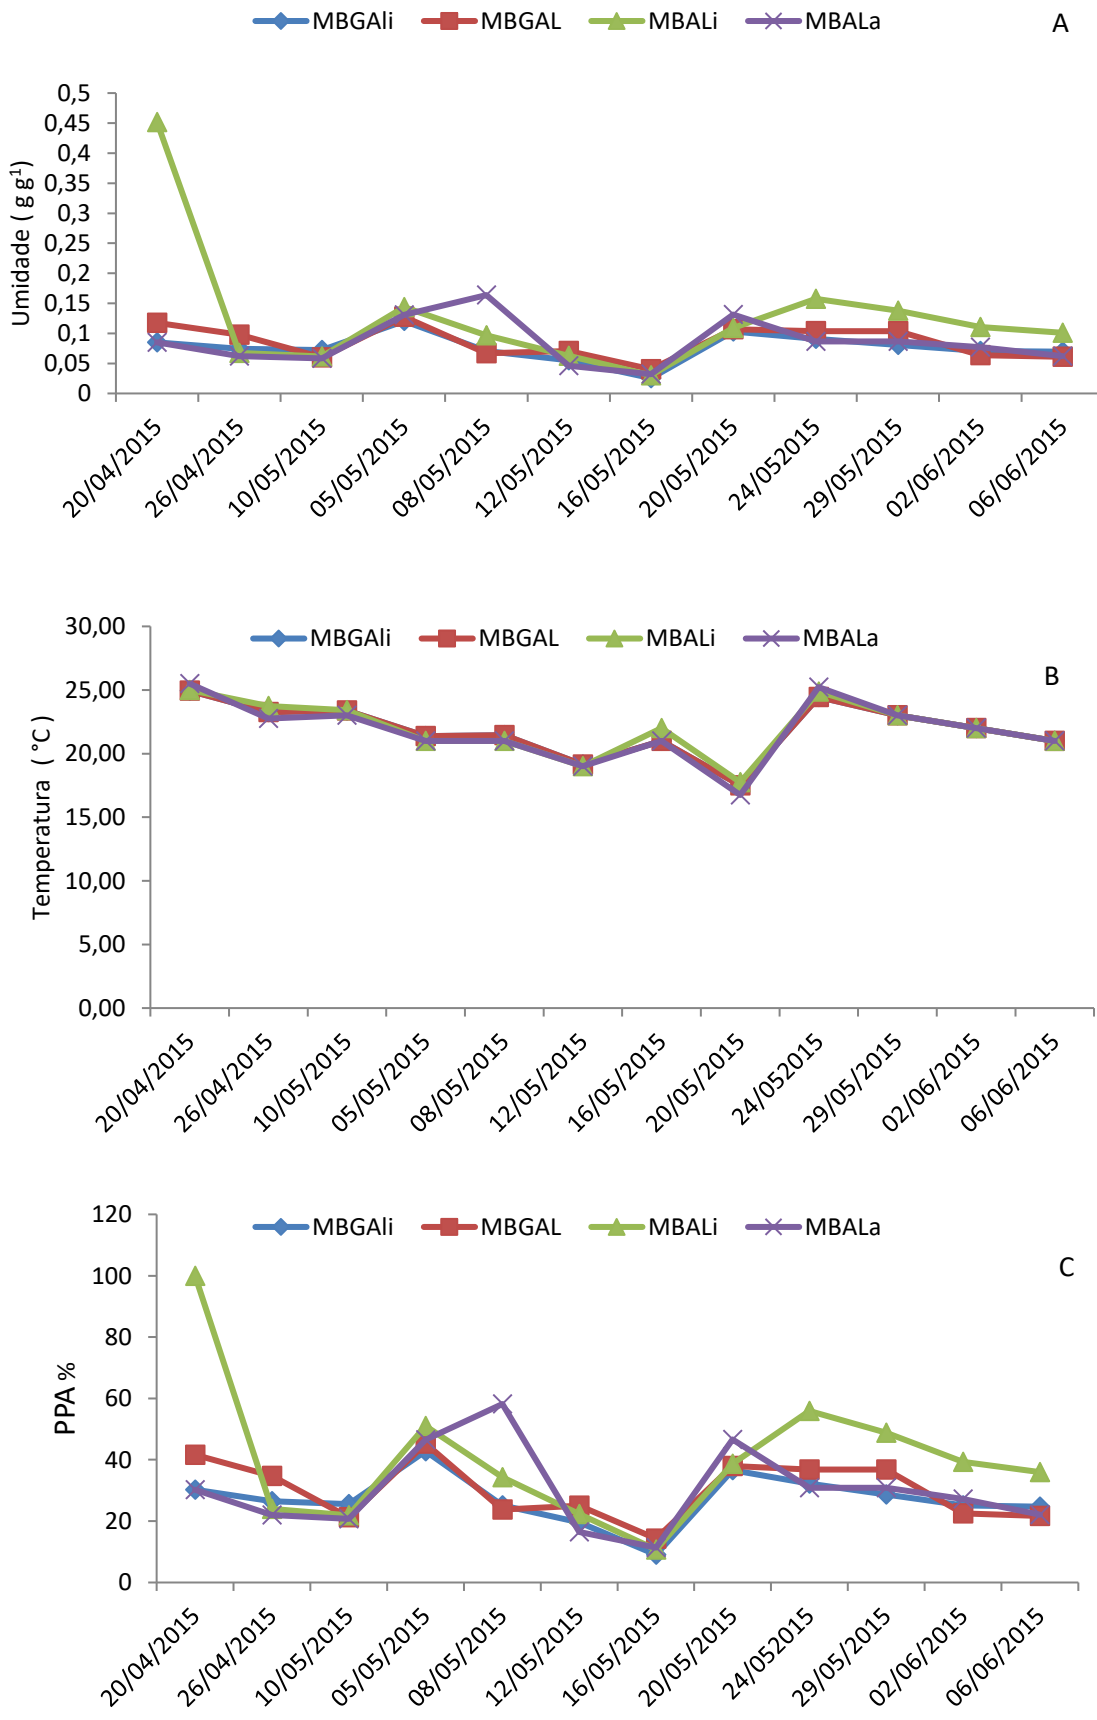 MBGAli MBGAL MBALi MBALa
A
0,5
0,45
0,4
0,35
0,3
0,25
0,2
0,15
0,1
0,05
0
Umidade ( g g¹)
20/04/2015 26/04/2015 10/05/2015 05/05/2015 08/05/2015 12/05/2015 16/05/2015 20/05/2015 24/052015 29/05/2015 02/06/2015 06/06/2015
30,00
25,00
20,00
15,00
10,00
5,00
0,00
Temperatura ( °C)
MBGAli MBGAL MBALi MBALa
B
20/04/2015 26/04/2015 10/05/2015 05/05/2015 08/05/2015 12/05/2015 16/05/2015 20/05/2015 24/052015 29/05/2015 02/06/2015 06/06/2015
120
100
80
60
40
20
0
PPA %
MBGAli MBGAL MBALi MBALa
C
20/04/2015 26/04/2015 10/05/2015 05/05/2015 08/05/2015 12/05/2015 16/05/2015 20/05/2015 24/052015 29/05/2015 02/06/2015 06/06/2015